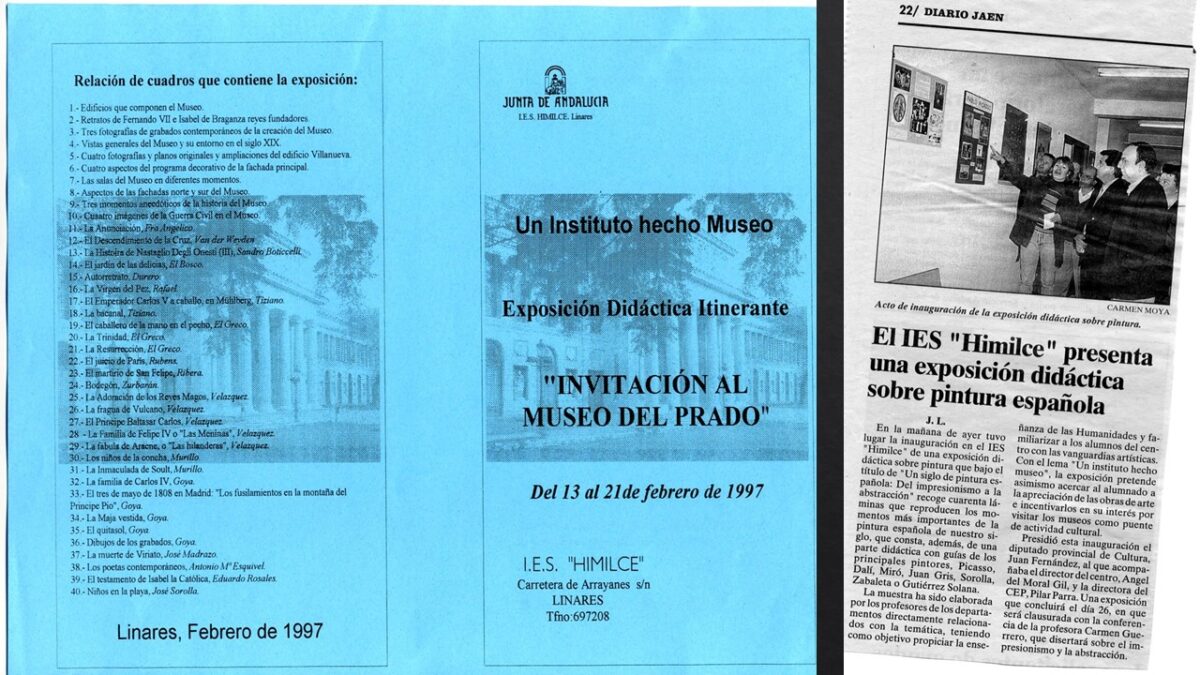 Relación de cuadros que contiene la exposición:
1.- Edificios que componen el Museo.
2.- Retratos de Fernando VII e Isabel de Braganza reyes fundadores.
3.- Tres fotografías de grabados contemporáneos de la creación del Museo.
4.- Vistas generales del Museo y su entorno en el siglo XIX.
5.- Cuatro fotografías y planos originales y ampliaciones del edificio Villanueva.
6.- Cuatro aspectos del programa decorativo de la fachada principal.
7.- Las salas del Museo en diferentes momentos.
8.- Aspectos de las fachadas norte y sur del Museo.
9.- Tres momentos anecdóticos de la historia del Museo.
10.- Cuaatro imágenes de la Guerra Civil en el Museo.
11.- La Anunciación, Fra Angelico.
12.- El Descendimiento de la Cruz, Van der Weyden
13.- La Histoira de Nastaglio Degli Onesti (III), Sandro Boticcelli.
14.- El jardín de las delicias, El Bosco.
15.- Autorretrato, Durero.
16.- La Virgen del Pez, Rafael.
17.- El Emperador Carlos V a caballo, en Mühlberg, Tiziano.
18.- La bacanal, Tiziano.
19.- El caballero de la mano en el pecho, El Greco.
20.- La Trinidad, El Greco.
21.- La Resurrección, El Greco.
22.- El juicio de París, Rubens.
23.- El martirio de San Felipe, Ribera.
24.- Bodegón, Zurbarán.
25.- La Adoración de los Reyes Magos, Velazquez.
26.- La fragua de Vulcano, Velazquez.
27.- El Principe Baltasar Carlos, Velazquez.
28.- La Familia de Felipe IV o "Las Meninas", Velazquez.
29.- La fabula de Aracne, o "Las hilanderas", Velazquez.
30.- Los niños de la concha, Murillo.
31.- La Inmaculada de Soult, Murillo.
32.- La familia de Carlos IV, Goya.
33.- El tres de mayo de 1808 en Madrid: "Los fusilamientos en la montaña del
Príncipe Pio", Goya.
34.- La Maja vestida, Goya.
35.- El quitasol, Goya.
36.- Dibujos de los grabados, Goya.
37.- La muerte de Viriato, José Madrazo.
38.- Los poetas contemporáneos, Antonio Mª Esquivel.
39.- El testamento de Isabel la Católica, Eduardo Rosales.
40.- Niños en la playa, José Sorolla.
Linares, Febrero de 1997
JUNTA DE ANDALUCIA
I.E.S. HIMILCE. Linares
Un Instituto hecho Museo
Exposición Didáctica Itinerante
"INVITACIÓN AL
MUSEO DEL PRADO"
Del 13 al 21de febrero de 1997
I.E.S. "HIMILCE"
Carretera de Arrayanes s/n
LINARES
Tfno:697208
22/ DIARIO JAEN
CARMEN MOYA
Acto de inauguración de la exposición didáctica sobre pintura.
El IES "Himilce" presenta
una exposición didáctica
sobre pintura española
J. L.
En la mañana de ayer tuvo
lugar la inauguración en el IES
"Himilce" de una exposición di-
dáctica sobre pintura que bajo el
título de "Un siglo de pintura es-
pañola: Del impresionismo a la
abstracción" recoge cuarenta lá-
minas que reproducen los mo-
mentos más importantes de la
pintura española de nuestro si-
glo, que consta, además, de una
parte didáctica con guías de los
principales pintores, Picasso,
Dalí, Miró, Juan Gris, Sorolla,
Zabaleta o Gutiérrez Solana.
La muestra ha sido elaborada
por los profesores de los departa-
mentos directamente relaciona-
dos con la temática, teniendo
como objetivo propiciar la ense-
ñanza de las Humanidades y fa-
miliarizar a los alumnos del cen-
tro con las vanguardias artísticas.
Con el lema "Un instituto hecho
museo", la exposición pretende
asimismo acercar al alumnado a
la apreciación de las obras de arte
e incentivarlos en su interés por
visitar los museos como puente
de actividad cultural.
Presidió esta inauguración el
diputado provincial de Cultura,
Juan Fernández, al que acompa-
ñaba el director del centro, Angel
del Moral Gil, y la directora del
CEP, Pilar Parra. Una exposición
que concluirá el día 26, en que
será clausurada con la conferen-
cia de la profesora Carmen Gue-
rrero, que disertará sobre el im-
presionismo y la abstracción.